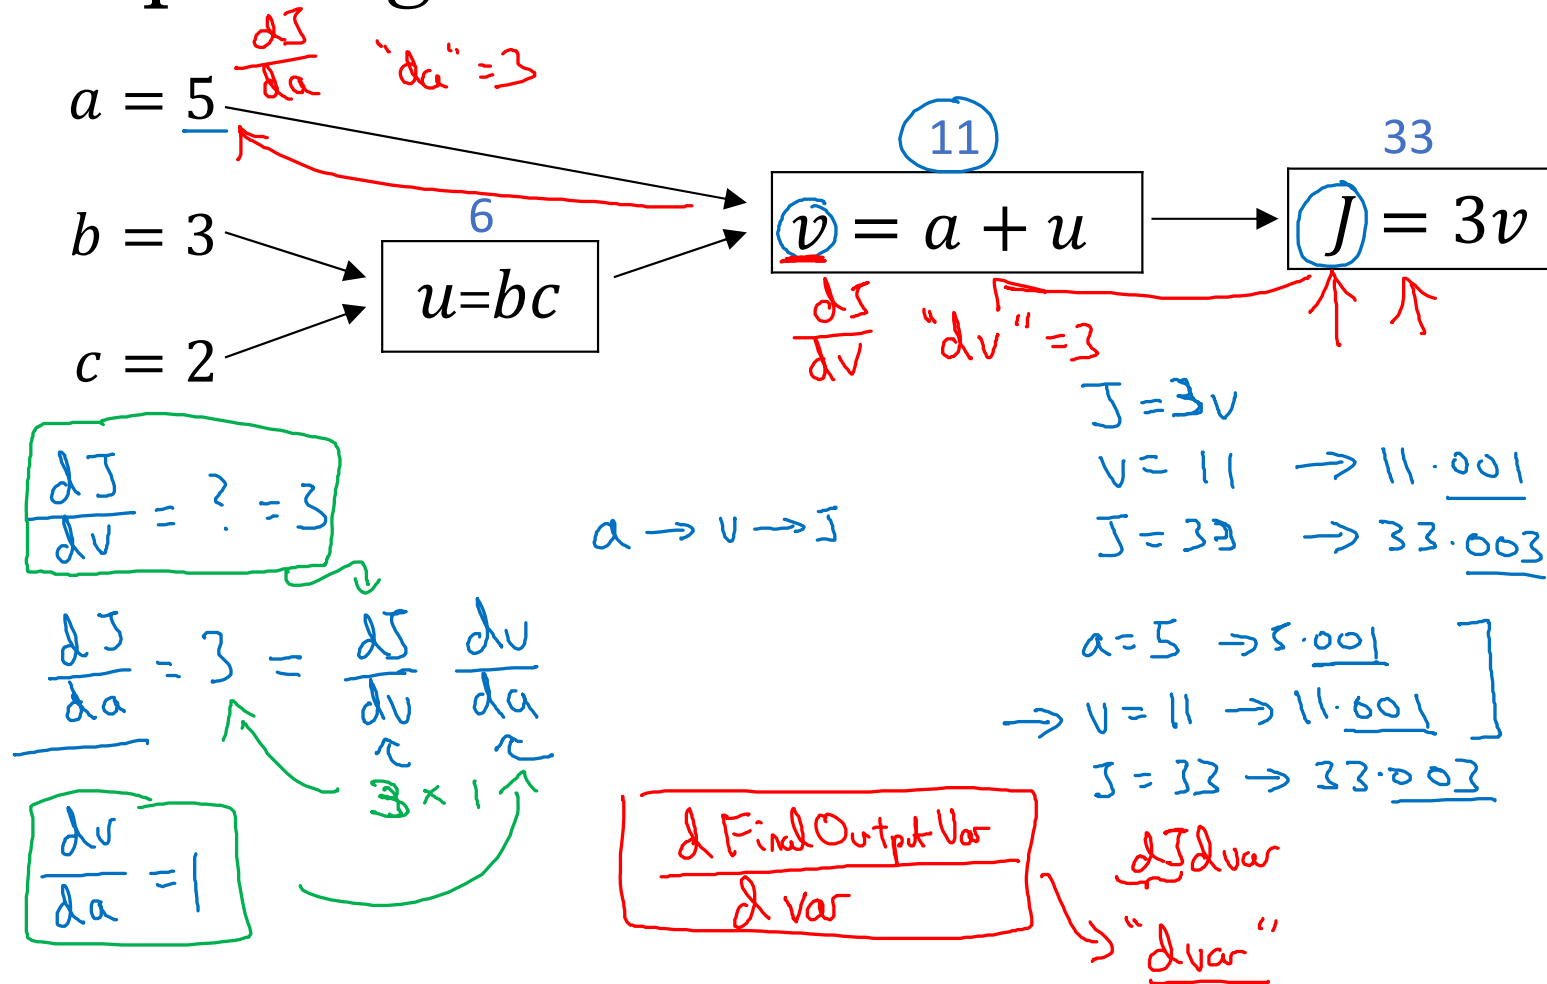 dJ/da "da" = 3
a = 5
11
33
b = 3
6
v = a + u
J = 3v
u=bc
dJ/dv "dv" = 3
c = 2
J = 3v
v = 11 → 11.001
J = 33 → 33.003
dJ/dv = ? = 3
a → v → J
dJ/da = 3 = dJ/dv dv/da
3 × 1
a = 5 → 5.001
→ v = 11 → 11.001
J = 33 → 33.003
dv/da = 1
d FinalOutputVar / d var
dJdvar
"dvar"